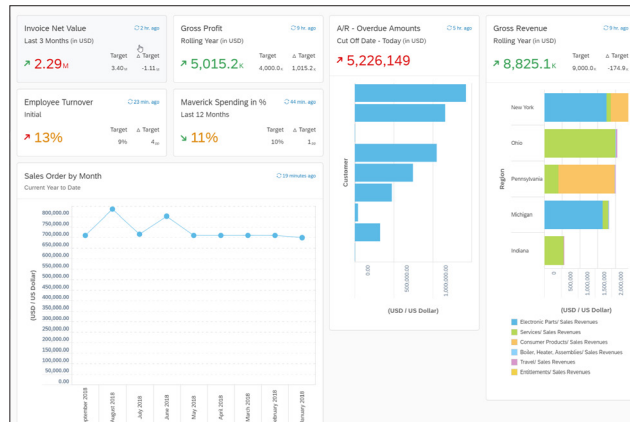 Invoice Net Value
2 hr. ago
Last 3 Months (in USD)
Target
△ Target
2.29M
3.40M
-1.11M
Gross Profit
9 hr. ago
Rolling Year (in USD)
Target
△ Target
5,015.2K
4,000.0K
1,015.2K
A/R - Overdue Amounts
5 hr. ago
Cut Off Date - Today (in USD)
5,226,149
Customer
0.00
500,000.00
1,000,000.00
(USD / US Dollar)
Gross Revenue
9 hr. ago
Rolling Year (in USD)
Target
△ Target
8,825.1K
9,000.0K
-174.9K
New York
Ohio
Pennsylvania
Michigan
Indiana
Region
0
500,000
1,000,000
1,500,000
2,000,000
(USD / US Dollar)
Electronic Parts/ Sales Revenues
Services/ Sales Revenues
Consumer Products/ Sales Revenues
Boiler, Heater, Assemblies/ Sales Revenues
Travel/ Sales Revenues
Entitlements/ Sales Revenues
Employee Turnover
23 min. ago
Initial
Target
△ Target
13%
9%
Maverick Spending in %
44 min. ago
Last 12 Months
Target
△ Target
11%
10%
Sales Order by Month
19 minutes ago
Current Year to Date
800,000.00
750,000.00
700,000.00
650,000.00
600,000.00
550,000.00
500,000.00
450,000.00
400,000.00
350,000.00
300,000.00
250,000.00
200,000.00
150,000.00
100,000.00
50,000.00
0.00
(USD / US Dollar)
eptember 2018
August 2018
July 2018
June 2018
May 2018
April 2018
March 2018
ebruary 2018
anuary 2018